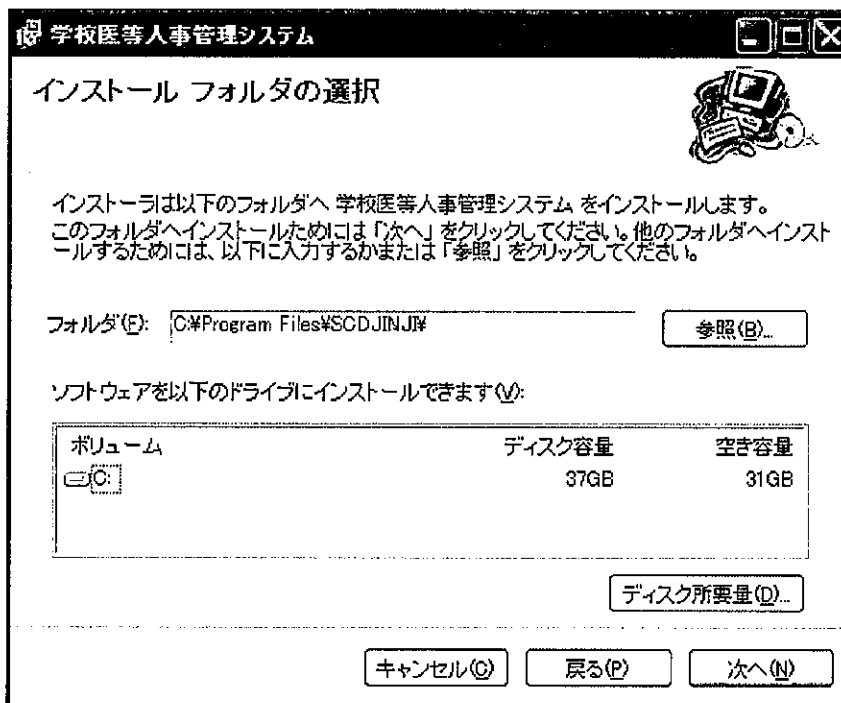 学校医等人事管理システム
インストール フォルダの選択
インストーラは以下のフォルダへ 学校医等人事管理システム をインストールします。
このフォルダへインストールためには「次へ」をクリックしてください。他のフォルダへインスト
ールするためには、以下に入力するかまたは「参照」をクリックしてください。
フォルダ(F): C:¥Program Files¥SCDJINJI¥ 参照(B)...
ソフトウェアを以下のドライブにインストールできます(V):
ボリューム ディスク容量 空き容量
C: 37GB 31GB
ディスク所要量(D)...
キャンセル(C) 戻る(P) 次へ(N)